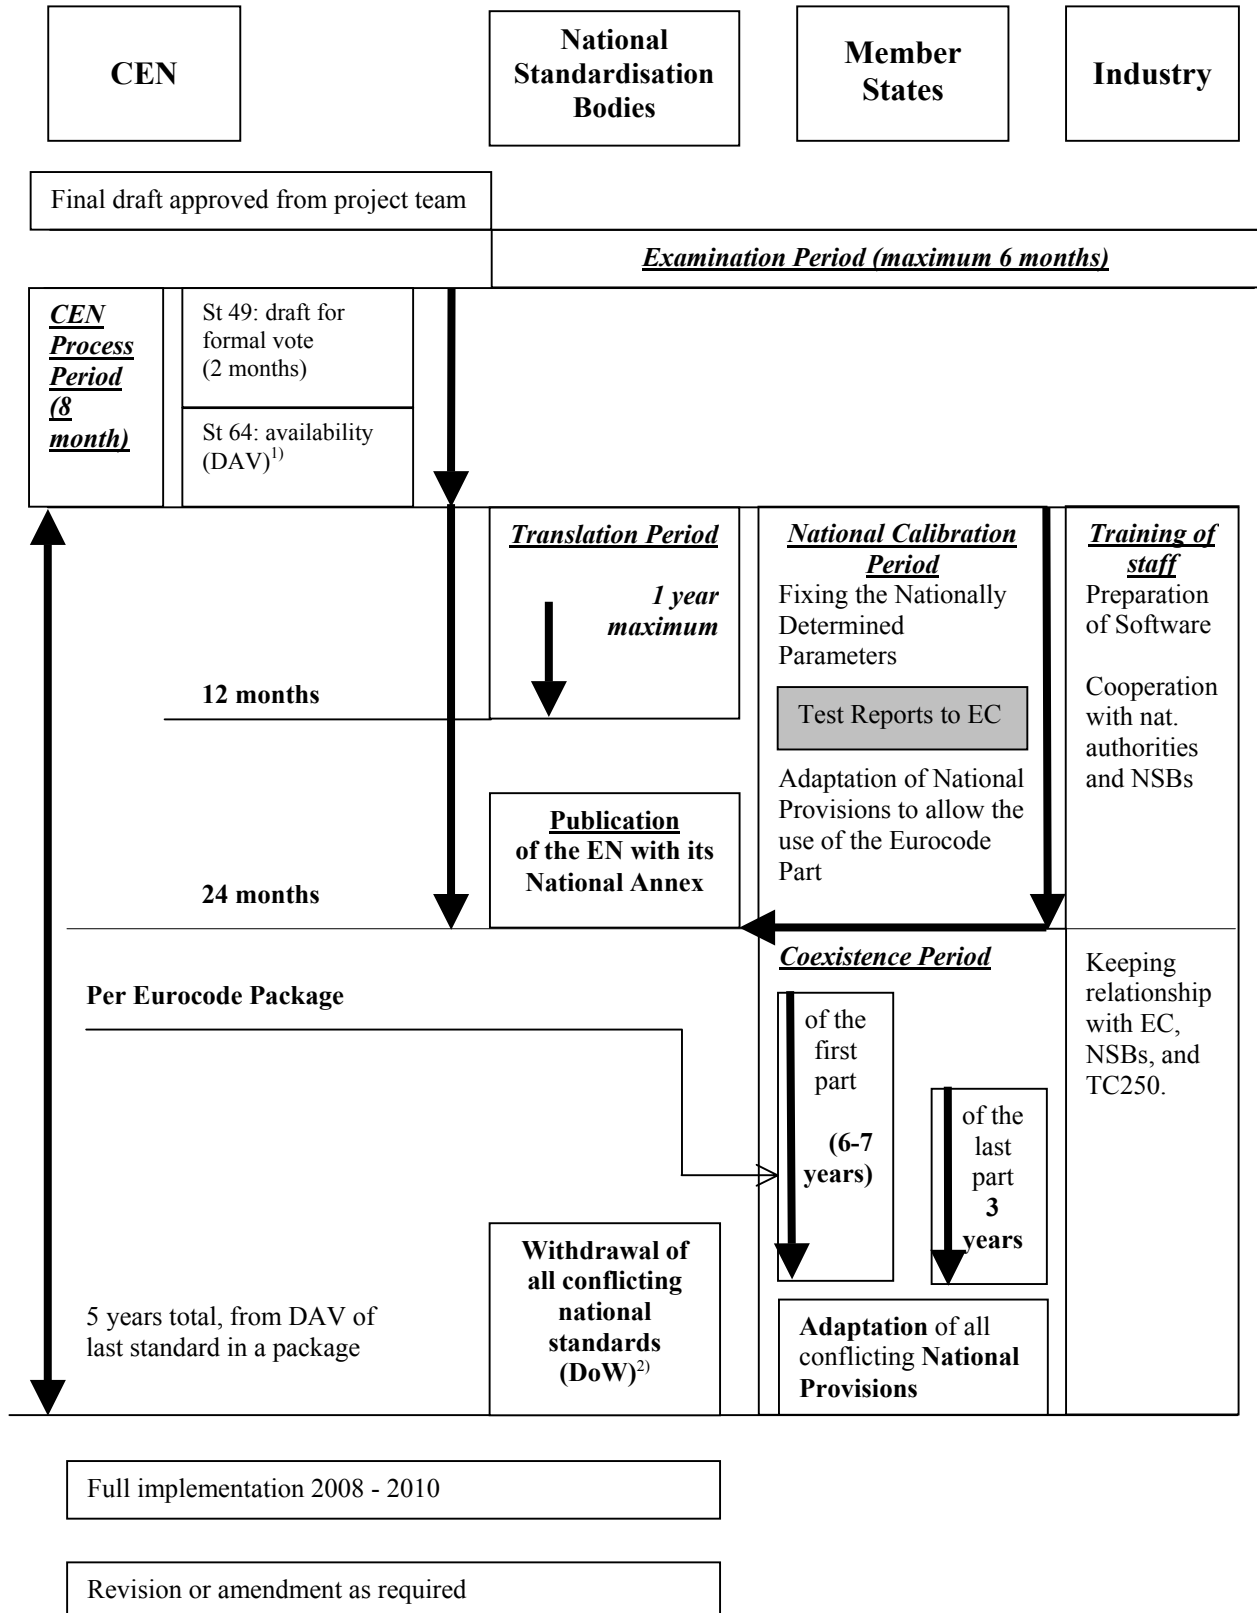 CEN
National
Standardisation
Bodies
Member
States
Industry
Final draft approved from project team
Examination Period (maximum 6 months)
CEN
Process
Period
(8
month)
St 49: draft for
formal vote
(2 months)
St 64: availability
(DAV)1)
Translation Period
1 year
maximum
National Calibration
Period
Fixing the Nationally
Determined
Parameters
Test Reports to EC
Adaptation of National
Provisions to allow the
use of the Eurocode
Part
Training of
staff
Preparation
of Software
Cooperation
with nat.
authorities
and NSBs
12 months
Publication
of the EN with its
National Annex
24 months
Coexistence Period
Per Eurocode Package
of the
first
part
(6-7
years)
of the
last
part
3
years
Keeping
relationship
with EC,
NSBs, and
TC250.
5 years total, from DAV of
last standard in a package
Withdrawal of
all conflicting
national
standards
(DoW)2)
Adaptation of all
conflicting National
Provisions
Full implementation 2008 - 2010
Revision or amendment as required